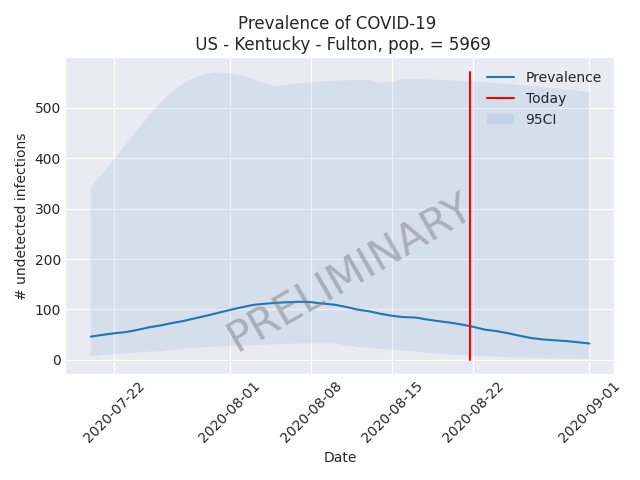 Prevalence of COVID-19
US - Kentucky - Fulton, pop. = 5969
Prevalence
Today
95CI
# undetected infections
500
400
300
200
100
0
PRELIMINARY
2020-07-22
2020-08-01
2020-08-08
2020-08-15
2020-08-22
2020-09-01
Date